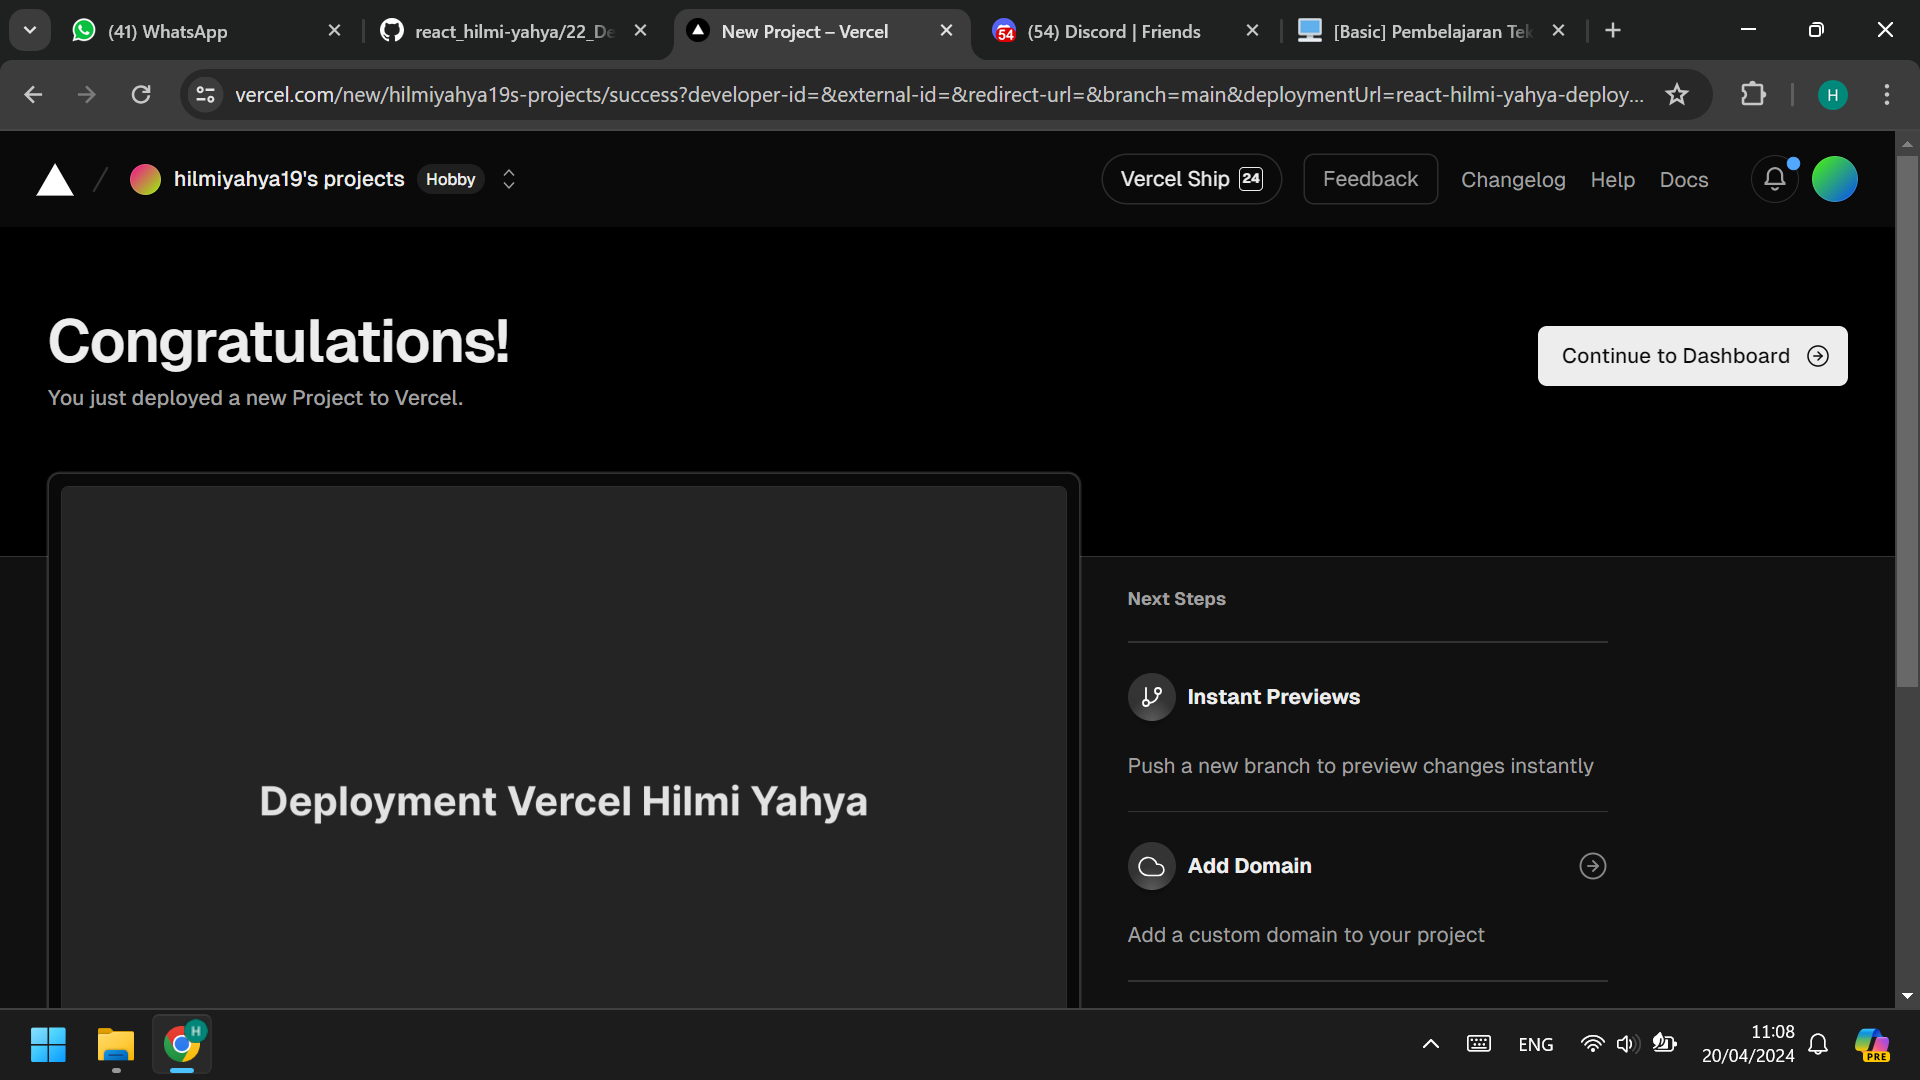 (41) WhatsApp
react_hilmi-yahya/22_De
New Project – Vercel
54
(54) Discord | Friends
[Basic] Pembelajaran Tek
vercel.com/new/hilmiyahya19s-projects/success?developer-id=&external-id=&redirect-url=&branch=main&deploymentUrl=react-hilmi-yahya-deploy...
H
hilmiyahya19's projects
Hobby
Vercel Ship 24
Feedback
Changelog
Help
Docs
Congratulations!
You just deployed a new Project to Vercel.
Continue to Dashboard
Deployment Vercel Hilmi Yahya
Next Steps
Instant Previews
Push a new branch to preview changes instantly
Add Domain
Add a custom domain to your project
H
ENG
11:08
20/04/2024
PRE